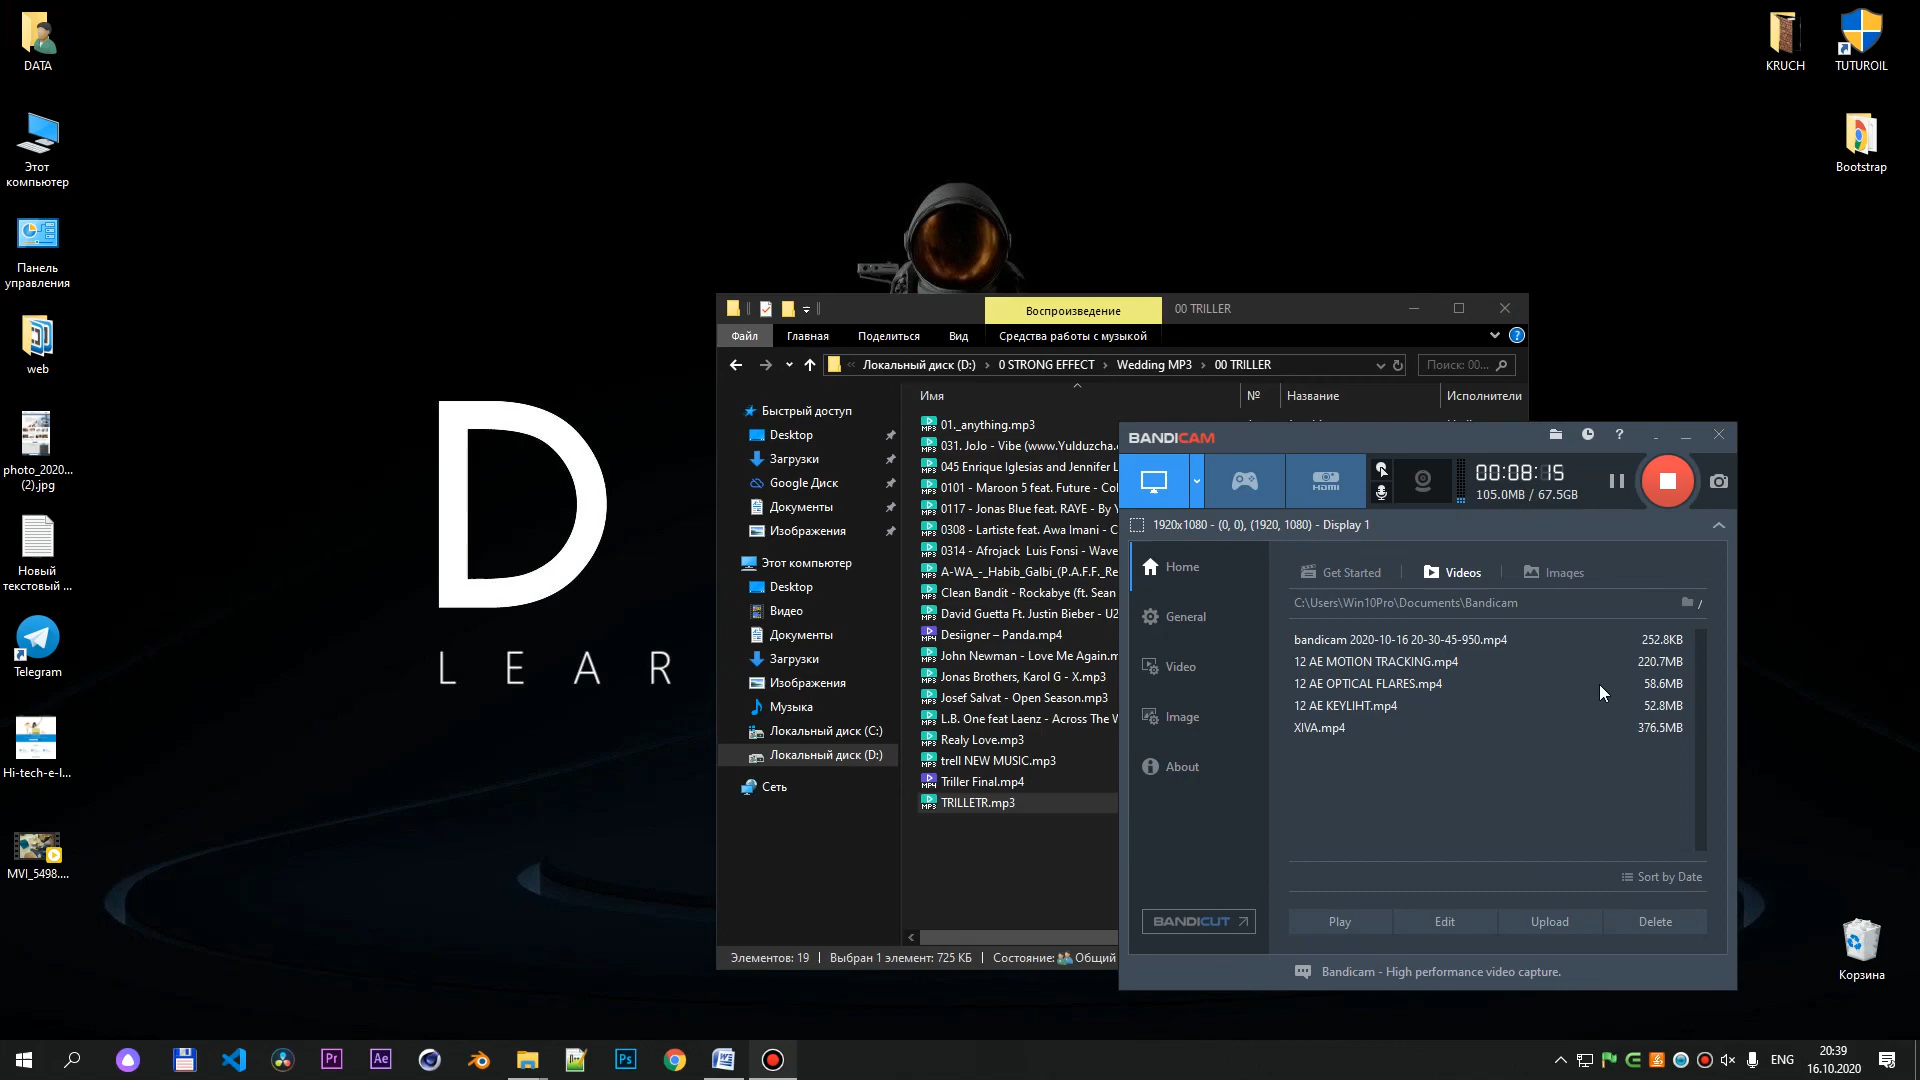 DATA
Этот
компьютер
Панель
управления
web
photo_2020...
(2).jpg
Новый
текстовый ...
Telegram
Hi-tech-e-l...
MVI_5498....
KRUCH
TUTUROIL
Bootstrap
Корзина
D
LEAR
Воспроизведение
00 TRILLER
Файл
Главная
Поделиться
Вид
Средства работы с музыкой
« Локальный диск (D:) › 0 STRONG EFFECT › Wedding MP3 › 00 TRILLER
Поиск: 00...
Быстрый доступ
Desktop
Загрузки
Google Диск
Документы
Изображения
Этот компьютер
Desktop
Видео
Документы
Загрузки
Изображения
Музыка
Локальный диск (C:)
Локальный диск (D:)
Сеть
Имя
№
Название
Исполнители
01._anything.mp3
031. JoJo - Vibe (www.Yulduzcha.
045 Enrique Iglesias and Jennifer L
0101 - Maroon 5 feat. Future - Co
0117 - Jonas Blue feat. RAYE - By Y
0308 - Lartiste feat. Awa Imani - C
0314 - Afrojack Luis Fonsi - Wave
A-WA_-_Habib_Galbi_(P.A.F.F._Re
Clean Bandit - Rockabye (ft. Sean
David Guetta Ft. Justin Bieber - U2
Desiigner – Panda.mp4
John Newman - Love Me Again.m
Jonas Brothers, Karol G - X.mp3
Josef Salvat - Open Season.mp3
L.B. One feat Laenz - Across The W
Realy Love.mp3
trell NEW MUSIC.mp3
Triller Final.mp4
TRILLETR.mp3
Элементов: 19
Выбран 1 элемент: 725 КБ
Состояние: Общий
BANDICAM
HDMI
00:08:15
105.0MB / 67.5GB
1920x1080 - (0, 0), (1920, 1080) - Display 1
Home
General
Video
Image
About
BANDICUT
Get Started
Videos
Images
C:\Users\Win10Pro\Documents\Bandicam
bandicam 2020-10-16 20-30-45-950.mp4 252.8KB
12 AE MOTION TRACKING.mp4 220.7MB
12 AE OPTICAL FLARES.mp4 58.6MB
12 AE KEYLIHT.mp4 52.8MB
XIVA.mp4 376.5MB
Sort by Date
Play
Edit
Upload
Delete
Bandicam - High performance video capture.
Pr
Ae
Ps
ENG
20:39
16.10.2020